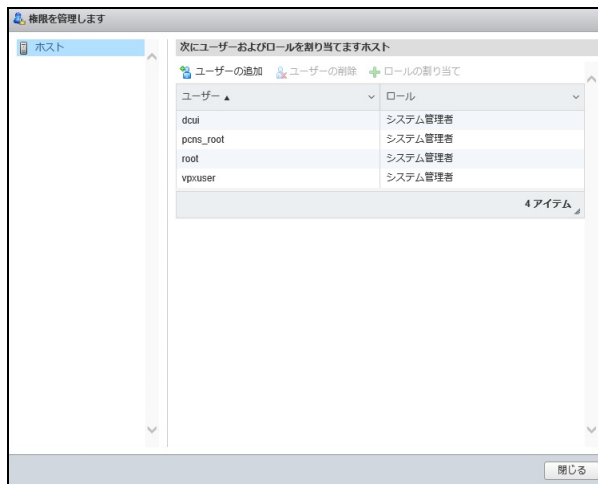 権限を管理します
ホスト
次にユーザーおよびロールを割り当てますホスト
ユーザーの追加 ユーザーの削除 ロールの割り当て
ユーザー ▲ ロール
dcui システム管理者
pcns_root システム管理者
root システム管理者
vpxuser システム管理者
4 アイテム
閉じる